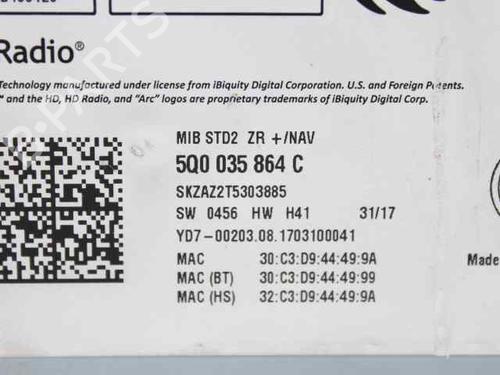 Radio®
Technology manufactured under license from iBiquity Digital Corporation. U.S. and Foreign Patents.
and the HD, HD Radio, and "Arc" logos are proprietary trademarks of iBiquity Digital Corp.
MIB STD2 ZR +/NAV
5Q0 035 864 C
SKZAZ2T5303885
SW 0456 HW H41 31/17
YD7-00203.08.1703100041
MAC 30:C3:D9:44:49:9A
MAC (BT) 30:C3:D9:44:49:99
MAC (HS) 32:C3:D9:44:49:9A
Made